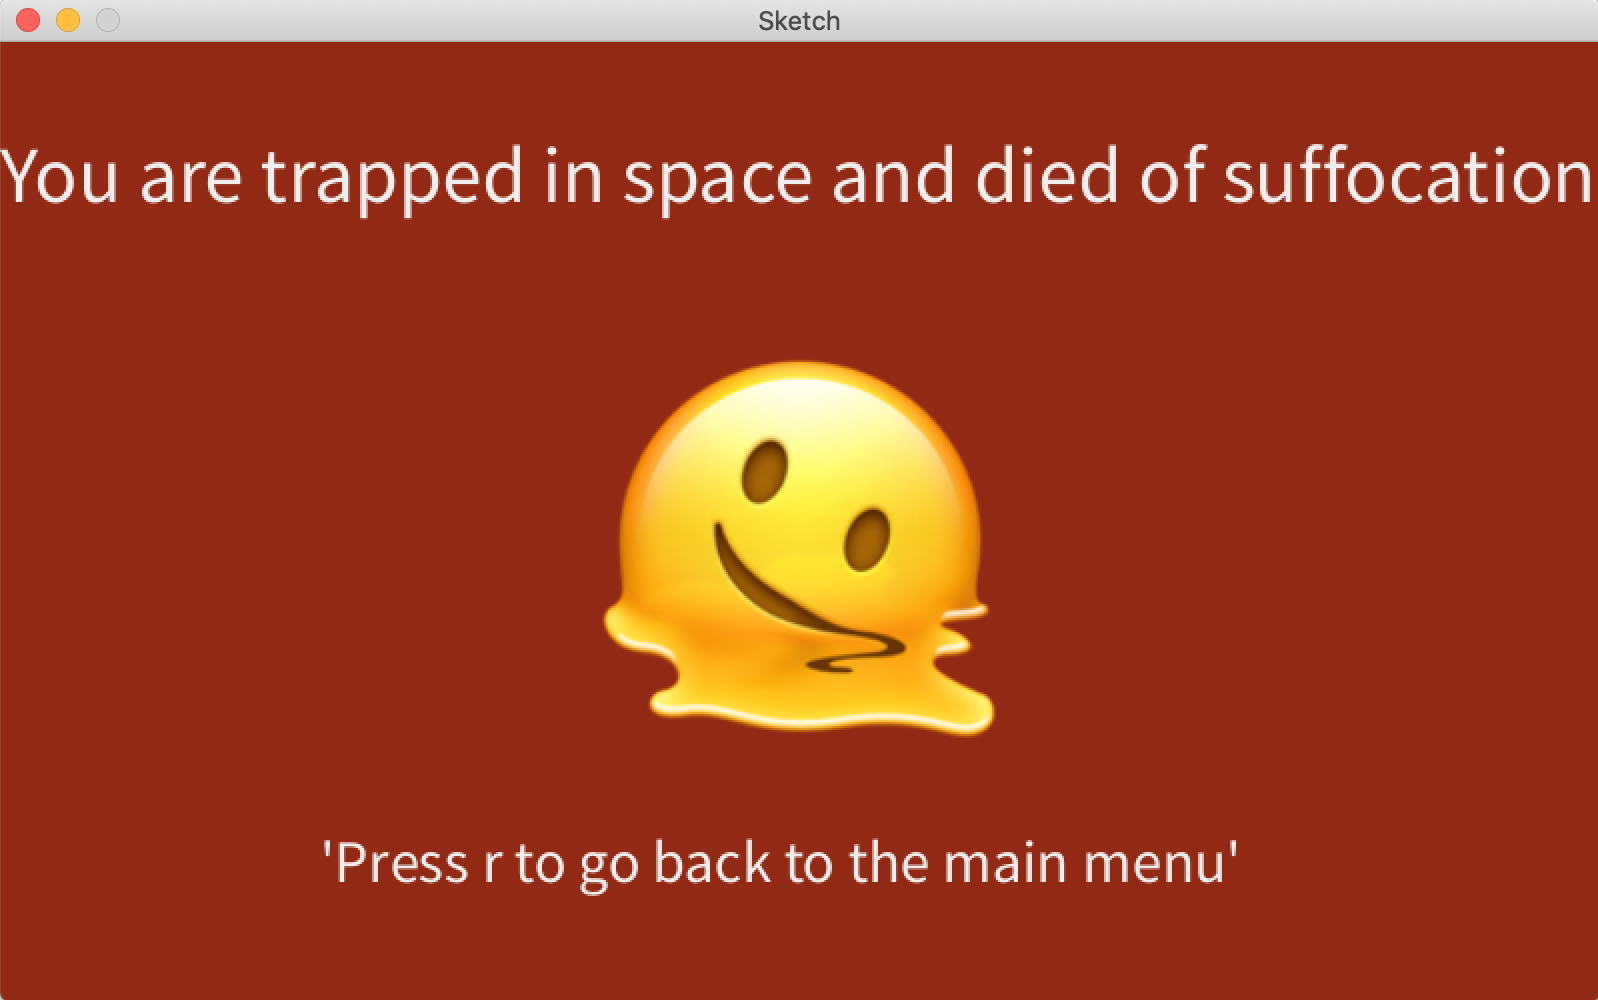 Sketch
You are trapped in space and died of suffocation
'Press r to go back to the main menu'